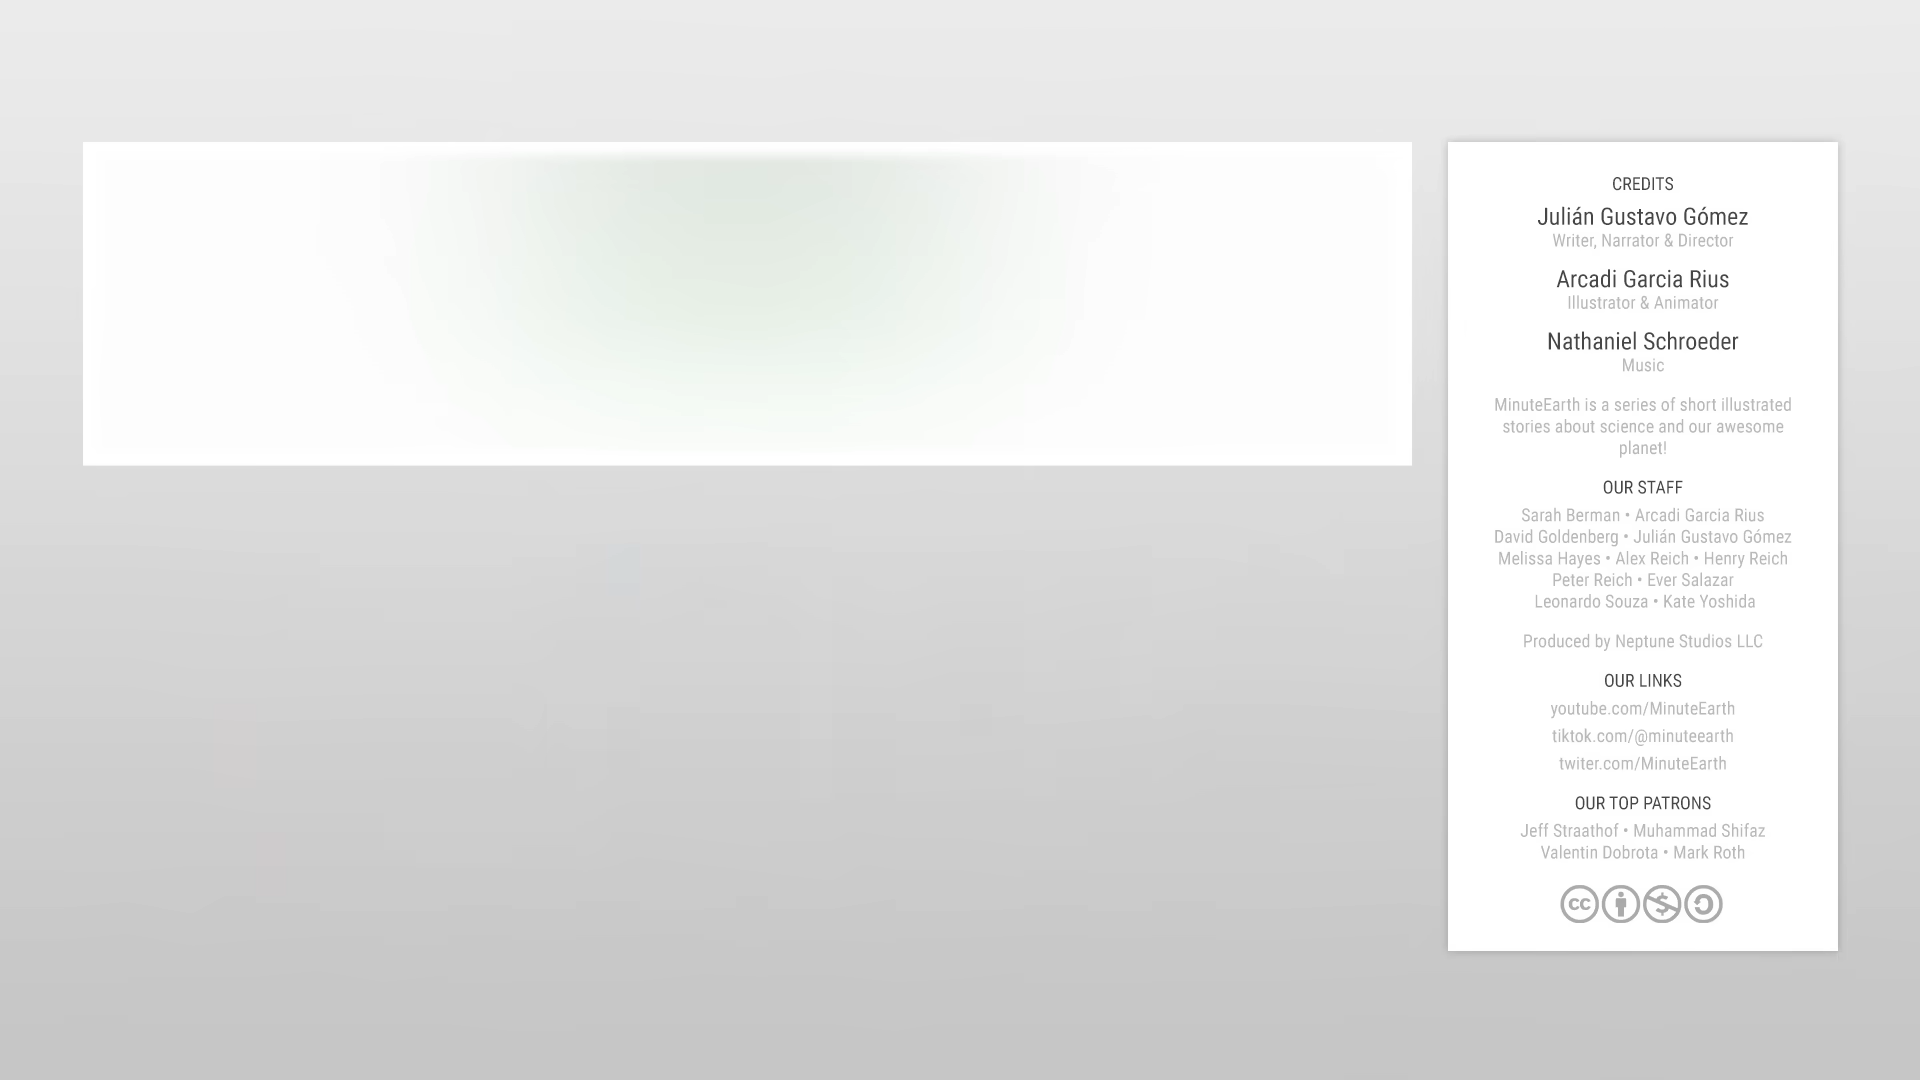 CREDITS
Julián Gustavo Gómez
Writer, Narrator & Director
Arcadi Garcia Rius
Illustrator & Animator
Nathaniel Schroeder
Music
MinuteEarth is a series of short illustrated
stories about science and our awesome
planet!
OUR STAFF
Sarah Berman • Arcadi Garcia Rius
David Goldenberg • Julián Gustavo Gómez
Melissa Hayes • Alex Reich • Henry Reich
Peter Reich • Ever Salazar
Leonardo Souza • Kate Yoshida
Produced by Neptune Studios LLC
OUR LINKS
youtube.com/MinuteEarth
tiktok.com/@minuteearth
twiter.com/MinuteEarth
OUR TOP PATRONS
Jeff Straathof • Muhammad Shifaz
Valentin Dobrota • Mark Roth
cc